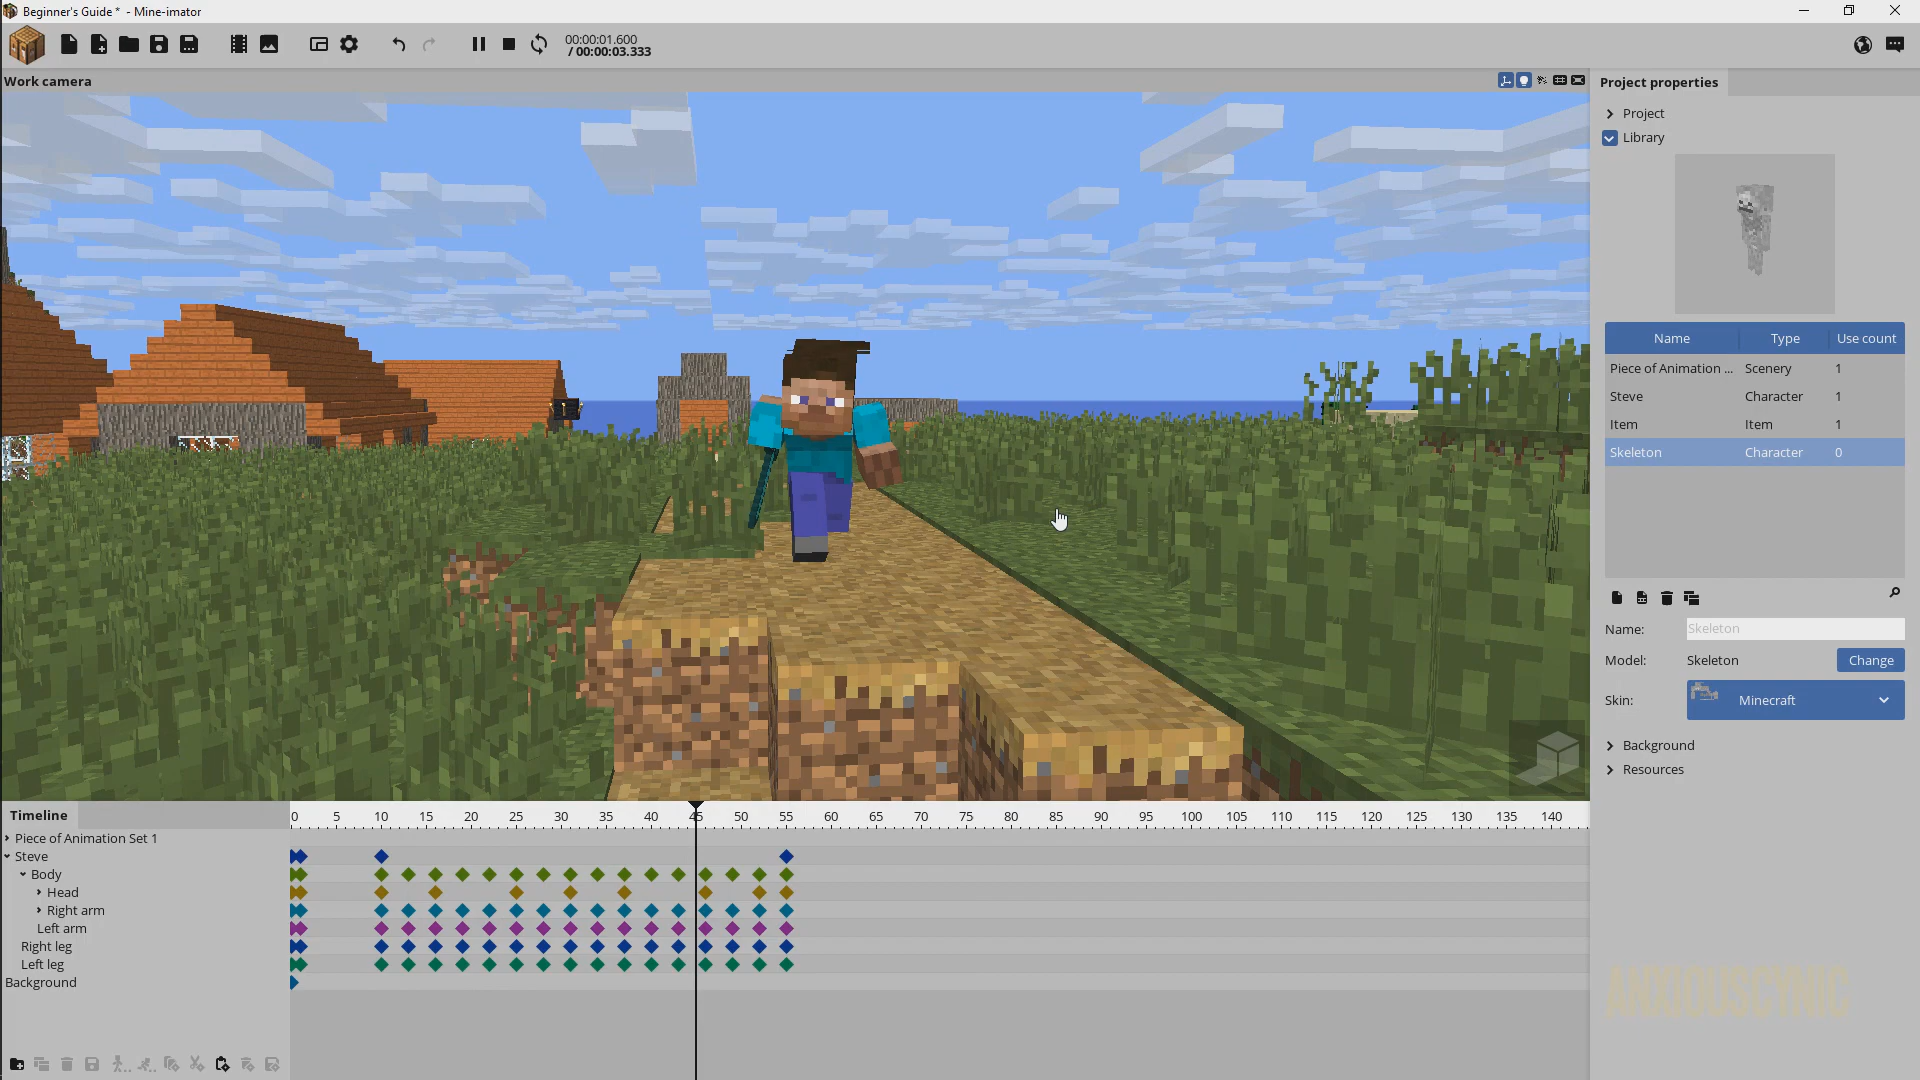 Beginner's Guide * - Mine-imator
00:00:01.600
/ 00:00:03.333
Work camera
Project properties
Project
Library
Name Type Use count
Piece of Animation ... Scenery 1
Steve Character 1
Item Item 1
Skeleton Character 0
Name: Skeleton
Model: Skeleton Change
Skin: Minecraft
Background
Resources
Timeline
0 5 10 15 20 25 30 35 40 45 50 55 60 65 70 75 80 85 90 95 100 105 110 115 120 125 130 135 140
Piece of Animation Set 1
Steve
Body
Head
Right arm
Left arm
Right leg
Left leg
Background
ANXIOUSCYNIC